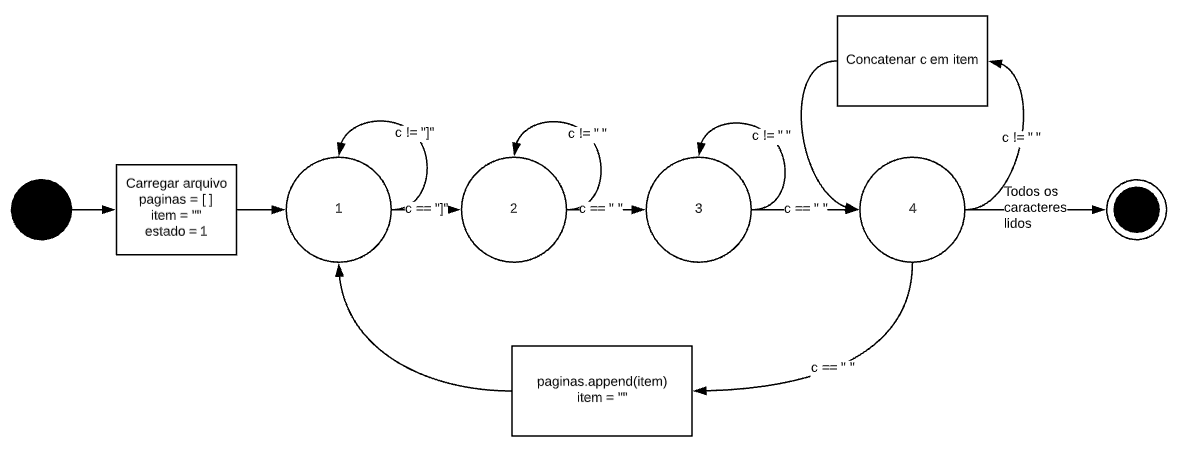 Concatenar c em item
c != "]"
c != " "
c != " "
c != " "
Carregar arquivo
paginas = [ ]
item = ""
estado = 1
1
c == "]"
2
c == " "
3
c == " "
4
Todos os
caracteres
lidos
c == " "
paginas.append(item)
item = ""